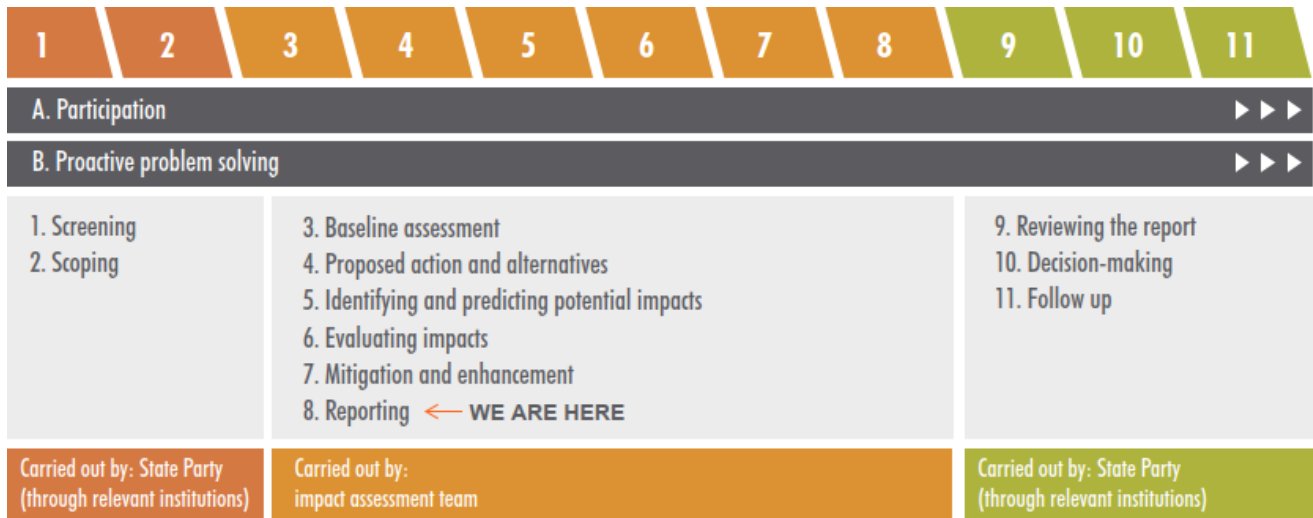 1 2 3 4 5 6 7 8 9 10 11
A. Participation
B. Proactive problem solving
1. Screening
2. Scoping
3. Baseline assessment
4. Proposed action and alternatives
5. Identifying and predicting potential impacts
6. Evaluating impacts
7. Mitigation and enhancement
8. Reporting ← WE ARE HERE
9. Reviewing the report
10. Decision-making
11. Follow up
Carried out by: State Party
(through relevant institutions)
Carried out by:
impact assessment team
Carried out by: State Party
(through relevant institutions)